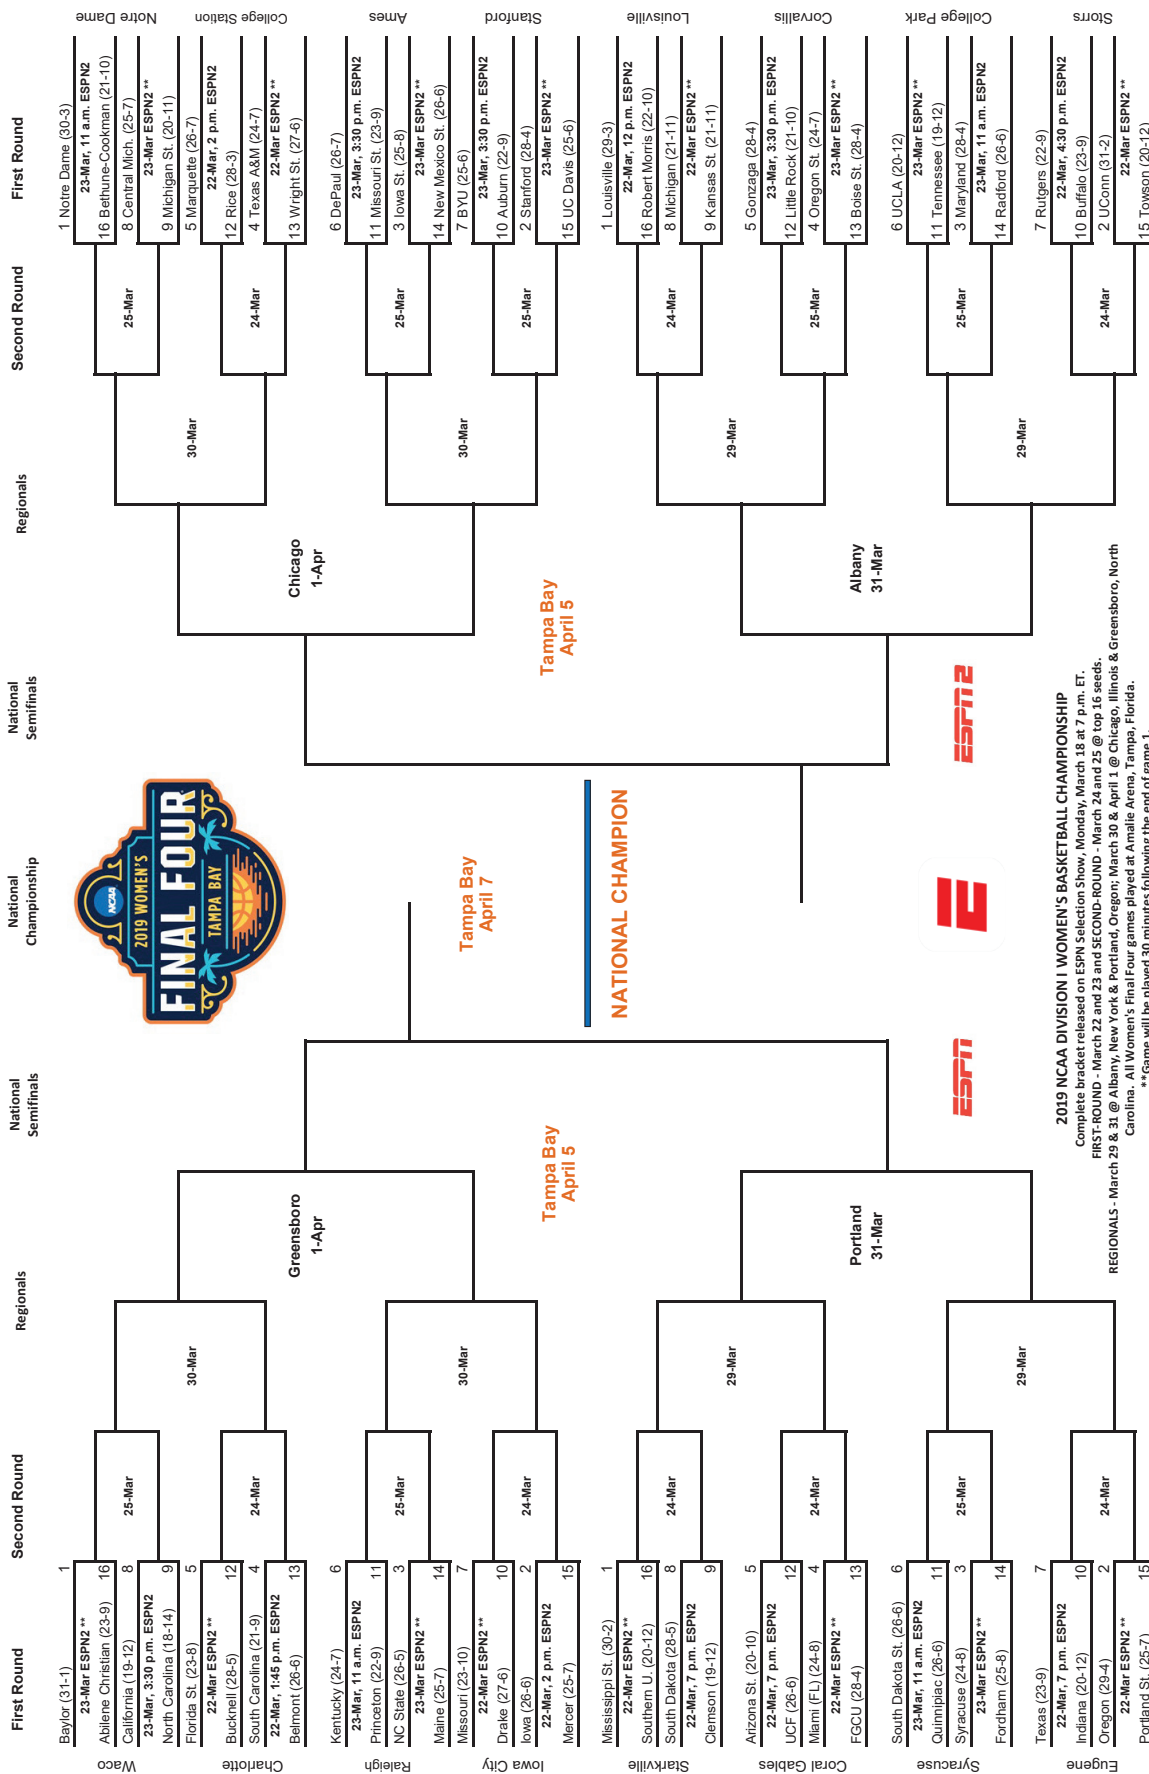 First Round
Second Round
Regionals
National
Semifinals
National
Championship
National
Semifinals
Regionals
Second Round
First Round
Waco
Baylor (31-1) 1
23-Mar ESPN2 **
Abilene Christian (23-9) 16
California (19-12) 8
23-Mar, 3:30 p.m. ESPN2
North Carolina (18-14) 9
25-Mar
Charlotte
Florida St. (23-8) 5
22-Mar ESPN2 **
Bucknell (28-5) 12
South Carolina (21-9) 4
22-Mar, 1:45 p.m. ESPN2
Belmont (26-6) 13
24-Mar
30-Mar
Raleigh
Kentucky (24-7) 6
23-Mar, 11 a.m. ESPN2
Princeton (22-9) 11
NC State (26-5) 3
23-Mar ESPN2 **
Maine (25-7) 14
25-Mar
Iowa City
Missouri (23-10) 7
22-Mar ESPN2 **
Drake (27-6) 10
Iowa (26-6) 2
22-Mar, 2 p.m. ESPN2
Mercer (25-7) 15
24-Mar
30-Mar
Greensboro
1-Apr
Starkville
Mississippi St. (30-2) 1
22-Mar ESPN2 **
Southern U. (20-12) 16
South Dakota (28-5) 8
22-Mar, 7 p.m. ESPN2
Clemson (19-12) 9
24-Mar
Coral Gables
Arizona St. (20-10) 5
22-Mar, 7 p.m. ESPN2
UCF (26-6) 12
Miami (FL) (24-8) 4
22-Mar ESPN2 **
FGCU (28-4) 13
24-Mar
29-Mar
Syracuse
South Dakota St. (26-6) 6
23-Mar, 11 a.m. ESPN2
Quinnipiac (26-6) 11
Syracuse (24-8) 3
23-Mar ESPN2 **
Fordham (25-8) 14
25-Mar
Eugene
Texas (23-9) 7
22-Mar, 7 p.m. ESPN2
Indiana (20-12) 10
Oregon (29-4) 2
22-Mar ESPN2 **
Portland St. (25-7) 15
24-Mar
29-Mar
Portland
31-Mar
Tampa Bay
April 5
NCAA
2019 WOMEN'S
FINAL FOUR
TAMPA BAY
Tampa Bay
April 7
NATIONAL CHAMPION
Tampa Bay
April 5
Notre Dame
1 Notre Dame (30-3)
23-Mar, 11 a.m. ESPN2
16 Bethune-Cookman (21-10)
8 Central Mich. (25-7)
23-Mar ESPN2 **
9 Michigan St. (20-11)
25-Mar
College Station
5 Marquette (26-7)
22-Mar, 2 p.m. ESPN2
12 Rice (28-3)
4 Texas A&M (24-7)
22-Mar ESPN2 **
13 Wright St. (27-6)
24-Mar
30-Mar
Ames
6 DePaul (26-7)
23-Mar, 3:30 p.m. ESPN2
11 Missouri St. (23-9)
3 Iowa St. (25-8)
23-Mar ESPN2 **
14 New Mexico St. (26-6)
25-Mar
Stanford
7 BYU (25-6)
23-Mar, 3:30 p.m. ESPN2
10 Auburn (22-9)
2 Stanford (28-4)
23-Mar ESPN2 **
15 UC Davis (25-6)
25-Mar
30-Mar
Chicago
1-Apr
Louisville
1 Louisville (29-3)
22-Mar, 12 p.m. ESPN2
16 Robert Morris (22-10)
8 Michigan (21-11)
22-Mar ESPN2 **
9 Kansas St. (21-11)
24-Mar
Corvallis
5 Gonzaga (28-4)
23-Mar, 3:30 p.m. ESPN2
12 Little Rock (21-10)
4 Oregon St. (24-7)
23-Mar ESPN2 **
13 Boise St. (28-4)
25-Mar
29-Mar
College Park
6 UCLA (20-12)
23-Mar ESPN2 **
11 Tennessee (19-12)
3 Maryland (28-4)
23-Mar, 11 a.m. ESPN2
14 Radford (26-6)
25-Mar
Storrs
7 Rutgers (22-9)
22-Mar, 4:30 p.m. ESPN2
10 Buffalo (23-9)
2 UConn (31-2)
22-Mar ESPN2 **
15 Towson (20-12)
24-Mar
29-Mar
Albany
31-Mar
ESPN
E
ESPN 2
2019 NCAA DIVISION I WOMEN'S BASKETBALL CHAMPIONSHIP
Complete bracket released on ESPN Selection Show, Monday, March 18 at 7 p.m. ET.
FIRST-ROUND - March 22 and 23 and SECOND-ROUND - March 24 and 25 @ top 16 seeds.
REGIONALS - March 29 & 31 @ Albany, New York & Portland, Oregon; March 30 & April 1 @ Chicago, Illinois & Greensboro, North
Carolina. All Women's Final Four games played at Amalie Arena, Tampa, Florida.
**Game will be played 30 minutes following the end of game 1.